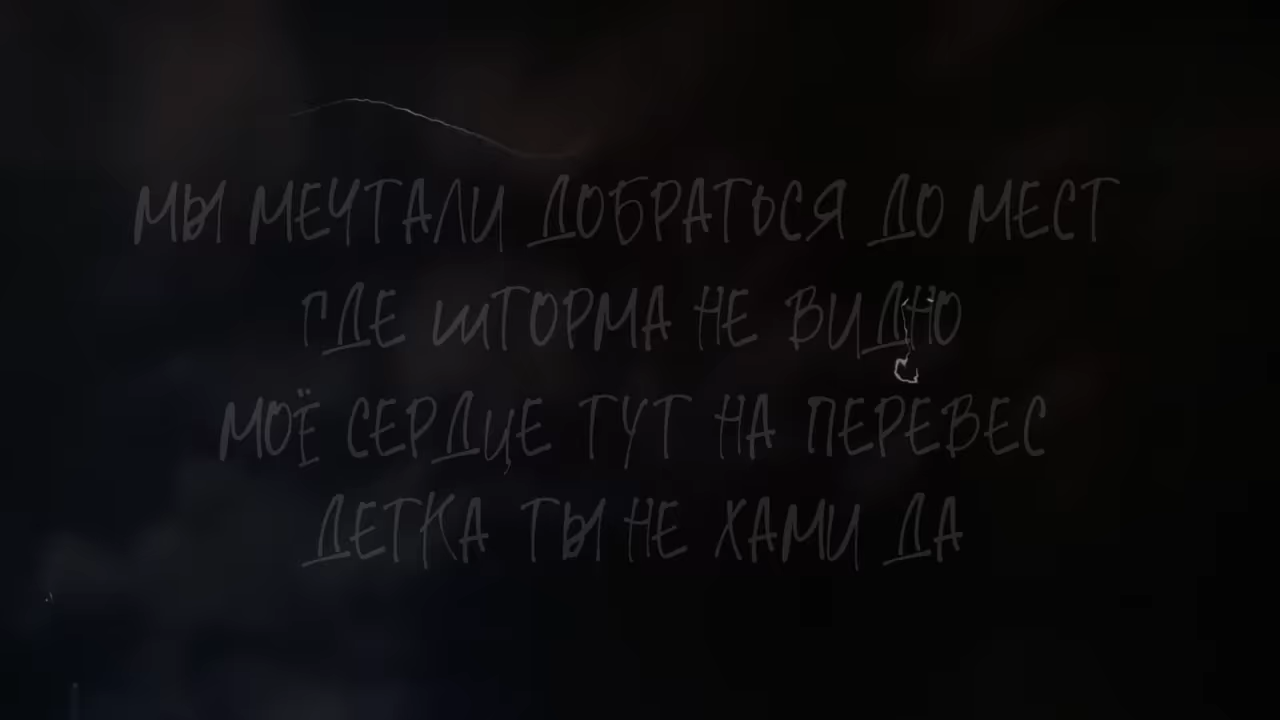 МЫ МЕЧТАЛИ ДОБРАТЬСЯ ДО МЕСТ
ГДЕ ШТОРМА НЕ ВИДНО
МОЁ СЕРДЦЕ ТУТ НА ПЕРЕВЕС
ДЕТКА ТЫ НЕ ХАМИ ДА